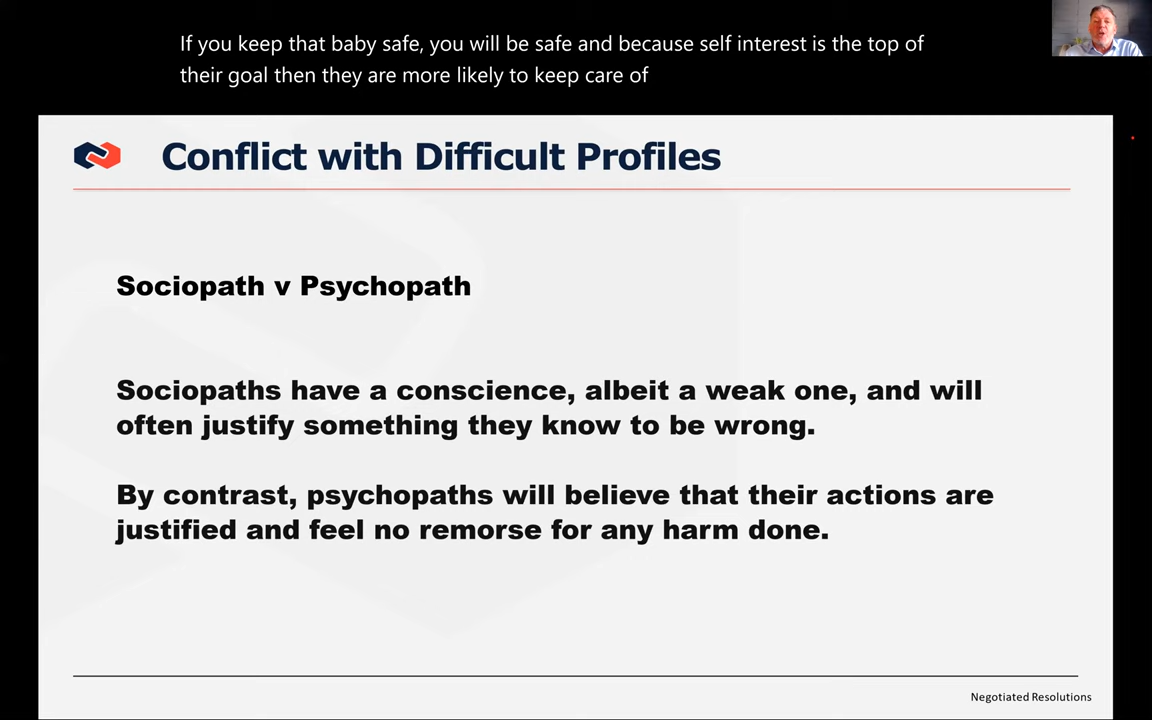 If you keep that baby safe, you will be safe and because self interest is the top of
their goal then they are more likely to keep care of
Conflict with Difficult Profiles
Sociopath v Psychopath
Sociopaths have a conscience, albeit a weak one, and will
often justify something they know to be wrong.
By contrast, psychopaths will believe that their actions are
justified and feel no remorse for any harm done.
Negotiated Resolutions